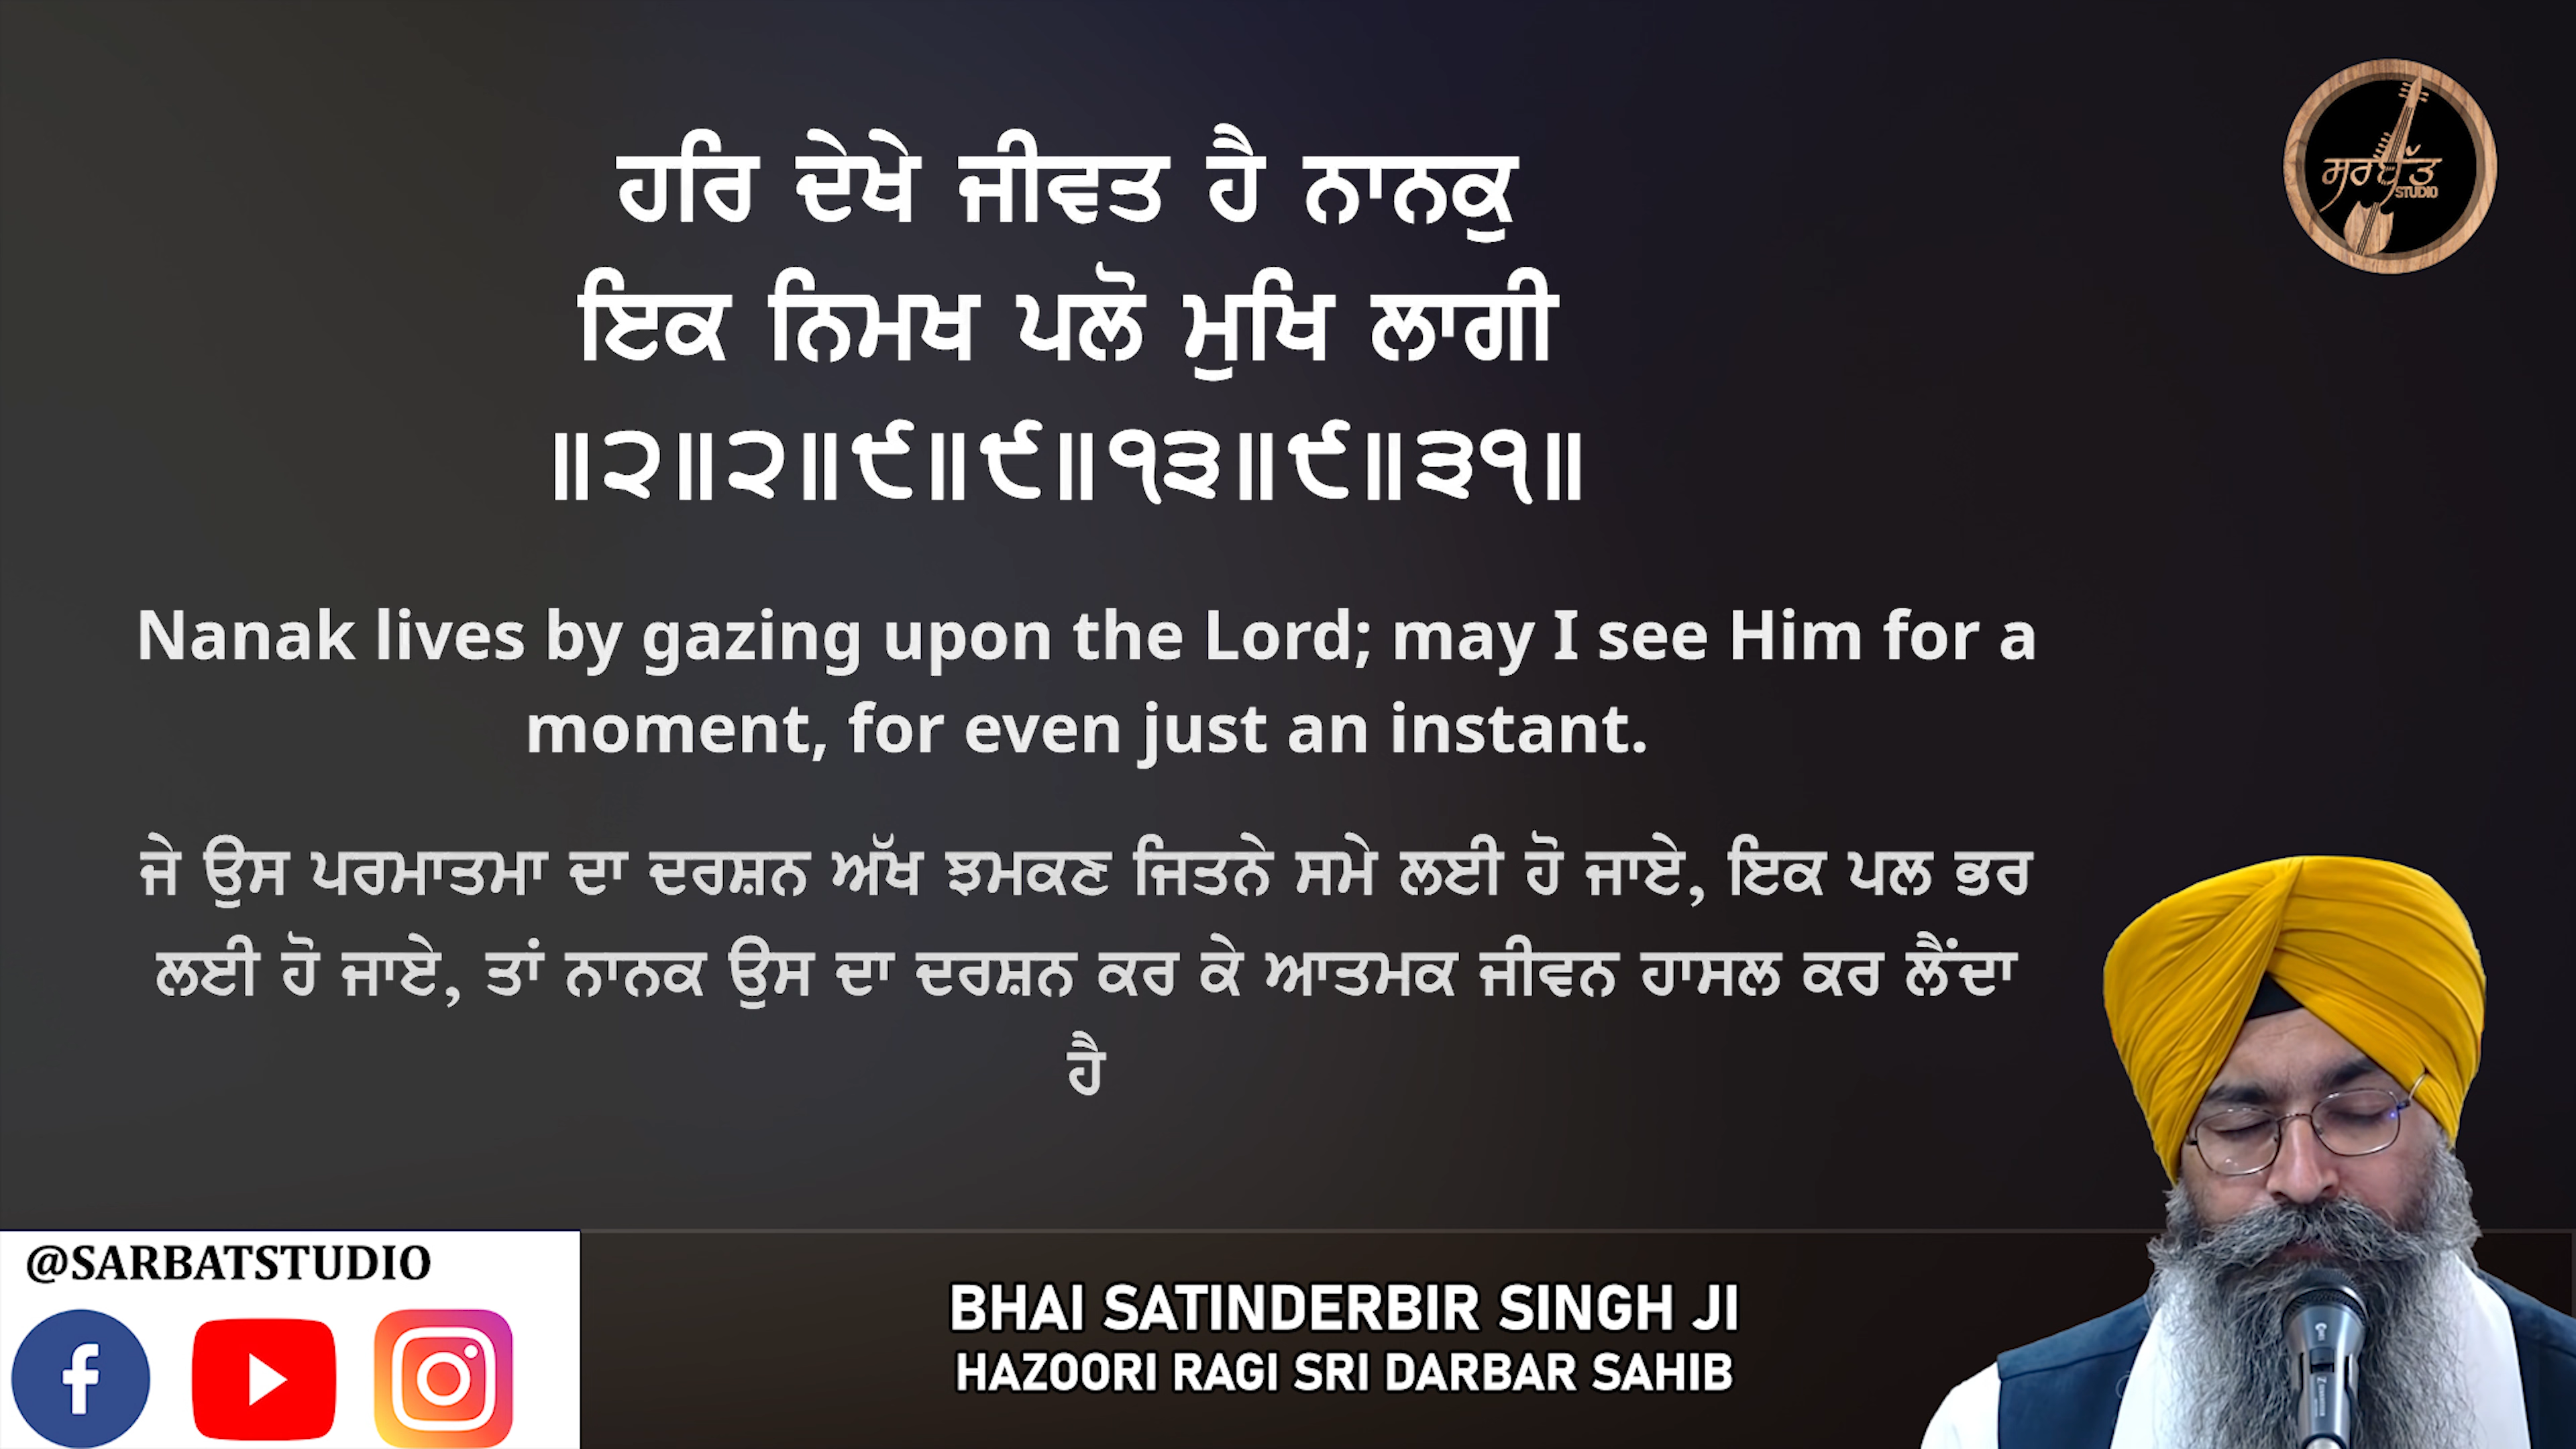 ਹਰਿ ਦੇਖੇ ਜੀਵਤ ਹੈ ਨਾਨਕੁ
ਇਕ ਨਿਮਖ ਪਲੋ ਮੁਖਿ ਲਾਗੀ
॥੨॥੨॥੯॥੯॥੧੩॥੯॥੩੧॥
ਸਰਬੱਤ
STUDIO
Nanak lives by gazing upon the Lord; may I see Him for a
moment, for even just an instant.
ਜੇ ਉਸ ਪਰਮਾਤਮਾ ਦਾ ਦਰਸ਼ਨ ਅੱਖ ਝਮਕਣ ਜਿਤਨੇ ਸਮੇ ਲਈ ਹੋ ਜਾਏ, ਇਕ ਪਲ ਭਰ
ਲਈ ਹੋ ਜਾਏ, ਤਾਂ ਨਾਨਕ ਉਸ ਦਾ ਦਰਸ਼ਨ ਕਰ ਕੇ ਆਤਮਕ ਜੀਵਨ ਹਾਸਲ ਕਰ ਲੈਂਦਾ
ਹੈ
@SARBATSTUDIO
BHAI SATINDERBIR SINGH JI
HAZOORI RAGI SRI DARBAR SAHIB